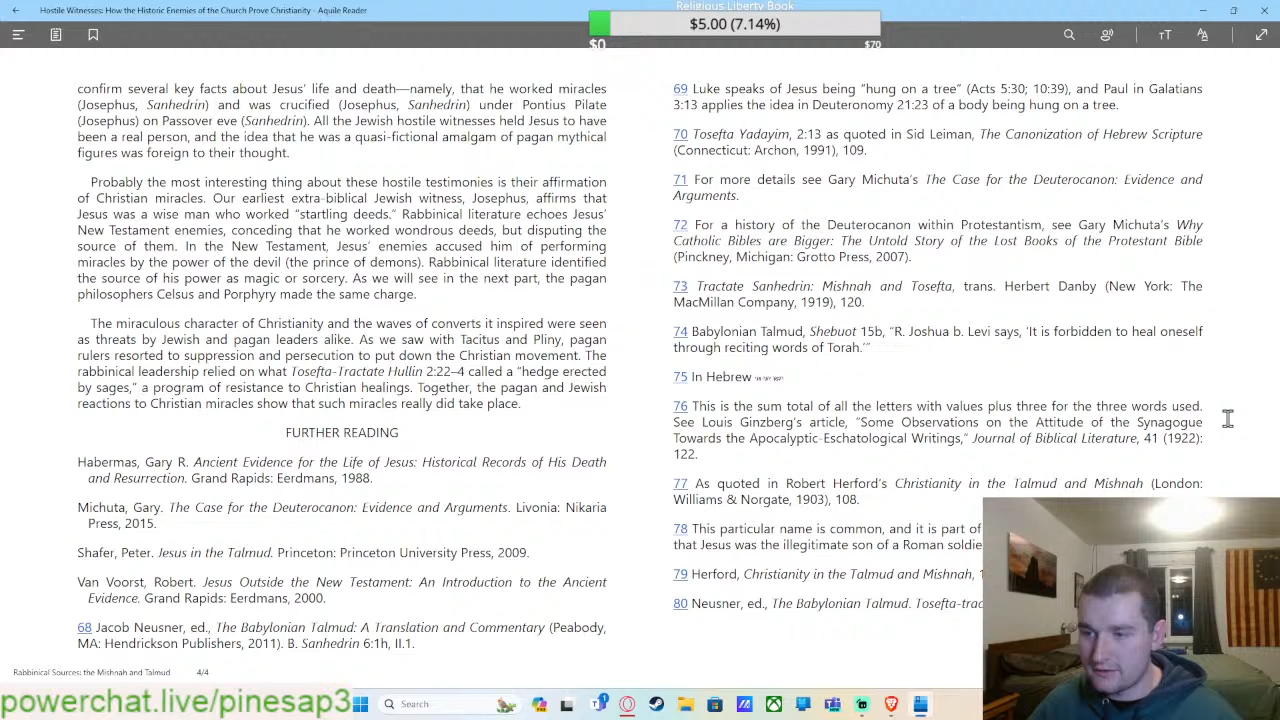 Hostile Witnesses: How the Historic Enemies of the Church Prove Christianity - Aquile Reader
Religious Liberty Book
$5.00 (7.14%)
$0
$70
confirm several key facts about Jesus’ life and death—namely, that he worked miracles
(Josephus, Sanhedrin) and was crucified (Josephus, Sanhedrin) under Pontius Pilate
(Josephus) on Passover eve (Sanhedrin). All the Jewish hostile witnesses held Jesus to have
been a real person, and the idea that he was a quasi-fictional amalgam of pagan mythical
figures was foreign to their thought.
Probably the most interesting thing about these hostile testimonies is their affirmation
of Christian miracles. Our earliest extra-biblical Jewish witness, Josephus, affirms that
Jesus was a wise man who worked “startling deeds.” Rabbinical literature echoes Jesus’
New Testament enemies, conceding that he worked wondrous deeds, but disputing the
source of them. In the New Testament, Jesus’ enemies accused him of performing
miracles by the power of the devil (the prince of demons). Rabbinical literature identified
the source of his power as magic or sorcery. As we will see in the next part, the pagan
philosophers Celsus and Porphyry made the same charge.
The miraculous character of Christianity and the waves of converts it inspired were seen
as threats by Jewish and pagan leaders alike. As we saw with Tacitus and Pliny, pagan
rulers resorted to suppression and persecution to put down the Christian movement. The
rabbinical leadership relied on what Tosefta-Tractate Hullin 2:22–4 called a “hedge erected
by sages,” a program of resistance to Christian healings. Together, the pagan and Jewish
reactions to Christian miracles show that such miracles really did take place.
FURTHER READING
Habermas, Gary R. Ancient Evidence for the Life of Jesus: Historical Records of His Death
and Resurrection. Grand Rapids: Eerdmans, 1988.
Michuta, Gary. The Case for the Deuterocanon: Evidence and Arguments. Livonia: Nikaria
Press, 2015.
Shafer, Peter. Jesus in the Talmud. Princeton: Princeton University Press, 2009.
Van Voorst, Robert. Jesus Outside the New Testament: An Introduction to the Ancient
Evidence. Grand Rapids: Eerdmans, 2000.
68 Jacob Neusner, ed., The Babylonian Talmud: A Translation and Commentary (Peabody,
MA: Hendrickson Publishers, 2011). B. Sanhedrin 6:1h, II.1.
69 Luke speaks of Jesus being “hung on a tree” (Acts 5:30; 10:39), and Paul in Galatians
3:13 applies the idea in Deuteronomy 21:23 of a body being hung on a tree.
70 Tosefta Yadayim, 2:13 as quoted in Sid Leiman, The Canonization of Hebrew Scripture
(Connecticut: Archon, 1991), 109.
71 For more details see Gary Michuta’s The Case for the Deuterocanon: Evidence and
Arguments.
72 For a history of the Deuterocanon within Protestantism, see Gary Michuta’s Why
Catholic Bibles are Bigger: The Untold Story of the Lost Books of the Protestant Bible
(Pinckney, Michigan: Grotto Press, 2007).
73 Tractate Sanhedrin: Mishnah and Tosefta, trans. Herbert Danby (New York: The
MacMillan Company, 1919), 120.
74 Babylonian Talmud, Shebuot 15b, “R. Joshua b. Levi says, ‘It is forbidden to heal oneself
through reciting words of Torah.’”
75 In Hebrew
76 This is the sum total of all the letters with values plus three for the three words used.
See Louis Ginzberg’s article, “Some Observations on the Attitude of the Synagogue
Towards the Apocalyptic-Eschatological Writings,” Journal of Biblical Literature, 41 (1922):
122.
77 As quoted in Robert Herford’s Christianity in the Talmud and Mishnah (London:
Williams & Norgate, 1903), 108.
78 This particular name is common, and it is part of
that Jesus was the illegitimate son of a Roman soldie
79 Herford, Christianity in the Talmud and Mishnah, 1
80 Neusner, ed., The Babylonian Talmud. Tosefta-trac
Rabbinical Sources: the Mishnah and Talmud 4/4
powerchat.live/pinesap3
Search